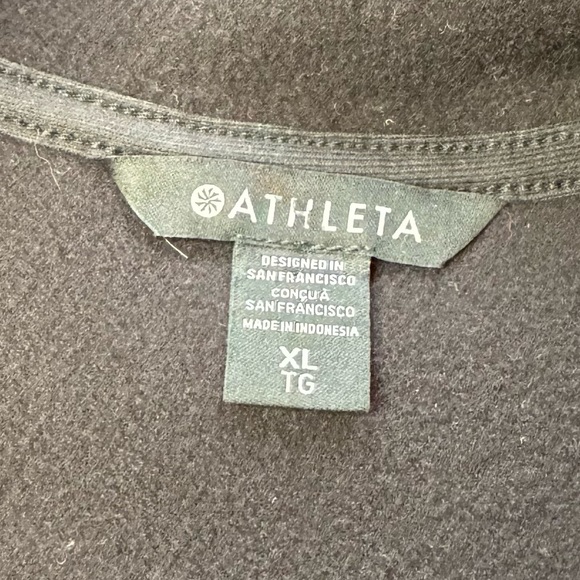 ATHLETA
DESIGNED IN
SAN FRANCISCO
CONÇU À
SAN FRANCISCO
MADE IN INDONESIA
XL
TG